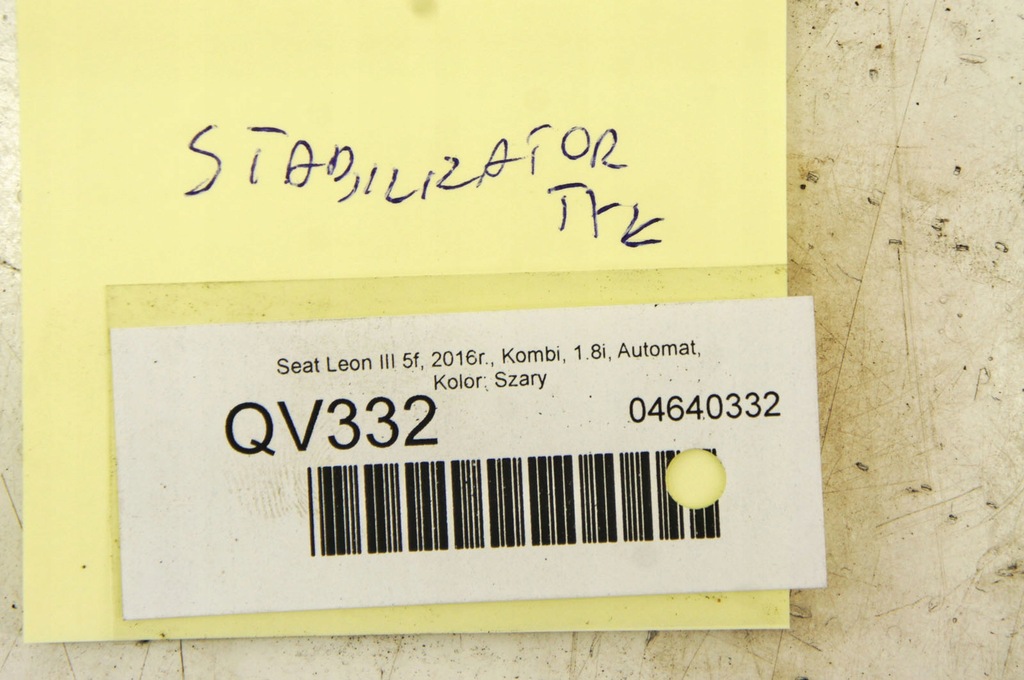 STABILIZATOR
TYŁ
Seat Leon III 5f, 2016r., Kombi, 1.8i, Automat,
Kolor: Szary
QV332
04640332